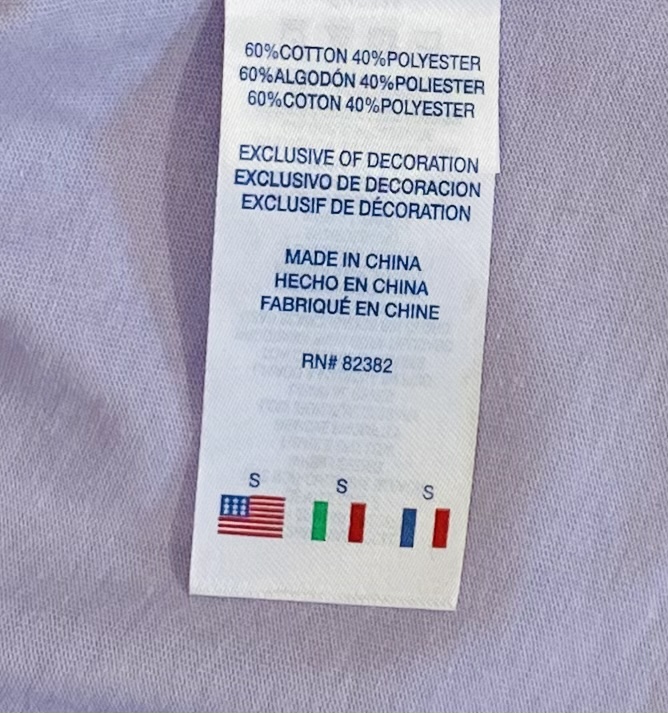 60%COTTON 40%POLYESTER
60%ALGODÓN 40%POLIESTER
60%COTON 40%POLYESTER
EXCLUSIVE OF DECORATION
EXCLUSIVO DE DECORACION
EXCLUSIF DE DÉCORATION
MADE IN CHINA
HECHO EN CHINA
FABRIQUÉ EN CHINE
RN# 82382
S S S